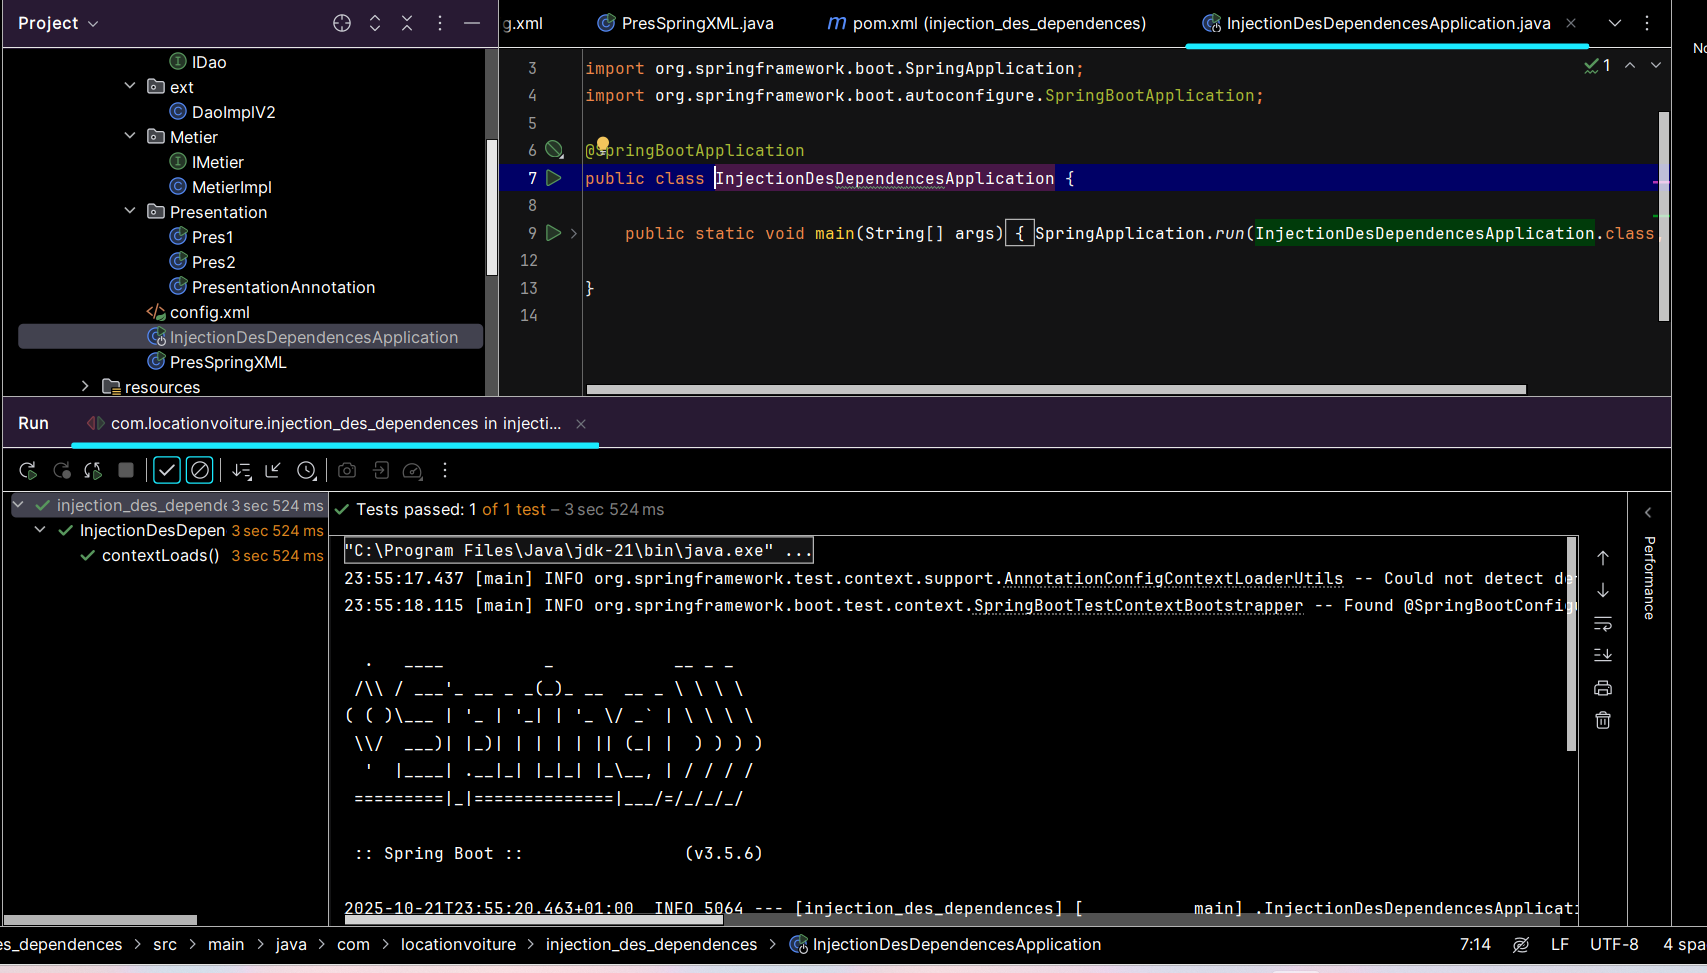 Project
g.xml
PresSpringXML.java
m pom.xml (injection_des_dependences)
InjectionDesDependencesApplication.java
IDao
ext
DaoImplV2
Metier
IMetier
MetierImpl
Presentation
Pres1
Pres2
PresentationAnnotation
config.xml
InjectionDesDependencesApplication
PresSpringXML
resources
3 import org.springframework.boot.SpringApplication;
4 import org.springframework.boot.autoconfigure.SpringBootApplication;
5
6 @SpringBootApplication
7 public class InjectionDesDependencesApplication {
8
9 public static void main(String[] args) { SpringApplication.run(InjectionDesDependencesApplication.class,
12
13 }
14
1
No
Run
com.locationvoiture.injection_des_dependences in injecti...
injection_des_depende 3 sec 524 ms
InjectionDesDepen 3 sec 524 ms
contextLoads() 3 sec 524 ms
Tests passed: 1 of 1 test – 3 sec 524 ms
"C:\Program Files\Java\jdk-21\bin\java.exe" ...
23:55:17.437 [main] INFO org.springframework.test.context.support.AnnotationConfigContextLoaderUtils -- Could not detect de
23:55:18.115 [main] INFO org.springframework.boot.test.context.SpringBootTestContextBootstrapper -- Found @SpringBootConfigu
  .   ____          _            __ _ _
 /\\ / ___'_ __ _ _(_)_ __  __ _ \ \ \ \
( ( )\___ | '_ | '_| | '_ \/ _` | \ \ \ \
 \\/  ___)| |_)| | | | | || (_| |  ) ) ) )
  '  |____| .__|_| |_|_| |_\__, | / / / /
 =========|_|==============|___/=/_/_/_/
:: Spring Boot :: (v3.5.6)
2025-10-21T23:55:20.463+01:00 INFO 5064 --- [injection_des_dependences] [ main] .InjectionDesDependencesApplicati
Performance
es_dependences > src > main > java > com > locationvoiture > injection_des_dependences > InjectionDesDependencesApplication
7:14 LF UTF-8 4 spa